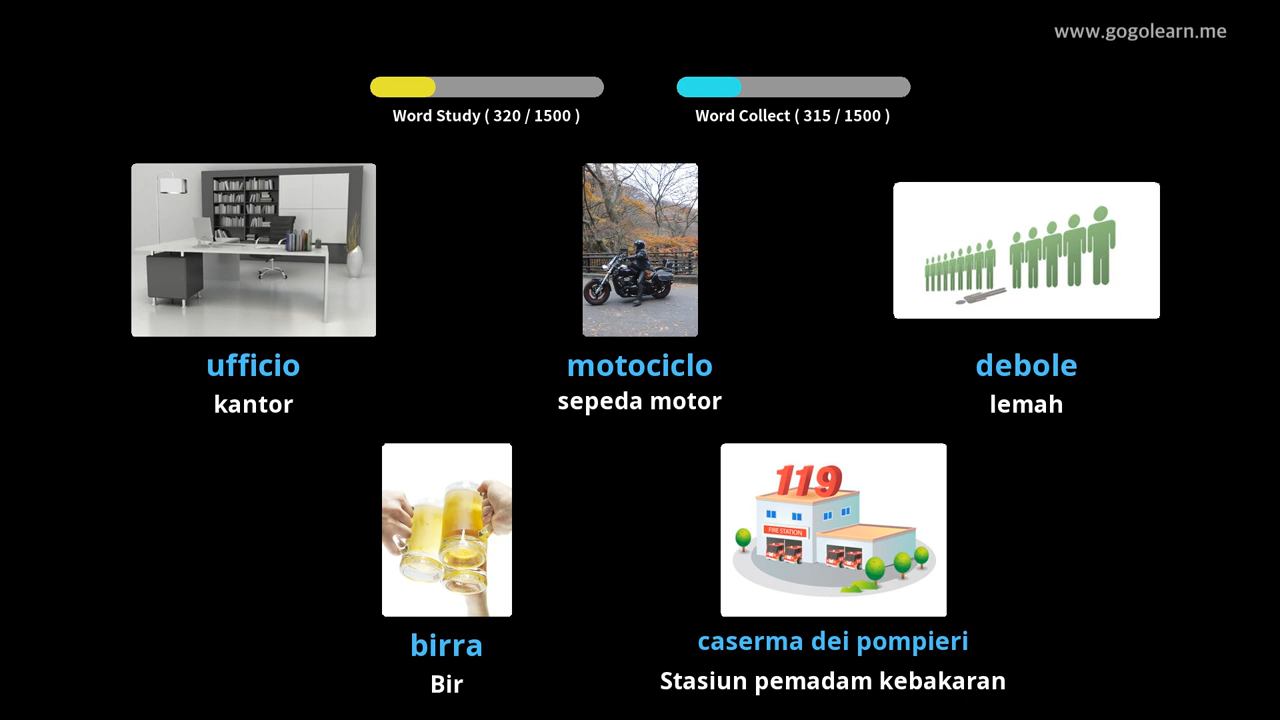 www.gogolearn.me
Word Study ( 320 / 1500 )
Word Collect ( 315 / 1500 )
ufficio
kantor
motociclo
sepeda motor
debole
lemah
119
FIRE STATION
birra
Bir
caserma dei pompieri
Stasiun pemadam kebakaran